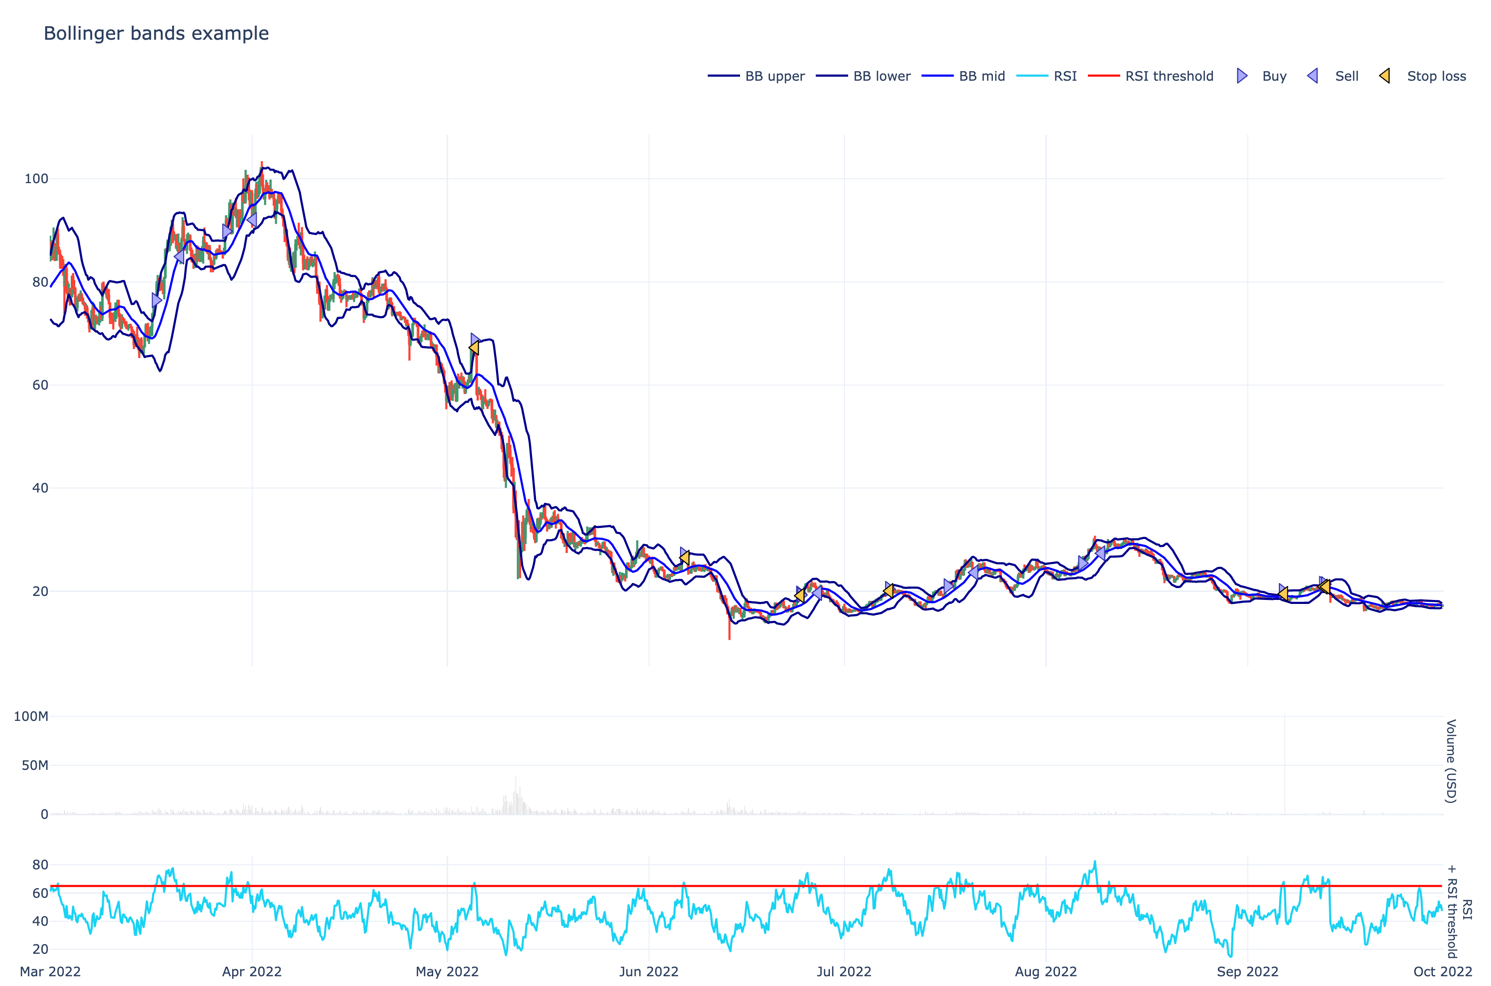 Bollinger bands example
BB upper
BB lower
BB mid
RSI
RSI threshold
Buy
Sell
Stop loss
100
80
60
40
20
100M
50M
0
Volume (USD)
80
60
40
20
RSI
+ RSI threshold
Mar 2022
Apr 2022
May 2022
Jun 2022
Jul 2022
Aug 2022
Sep 2022
Oct 2022